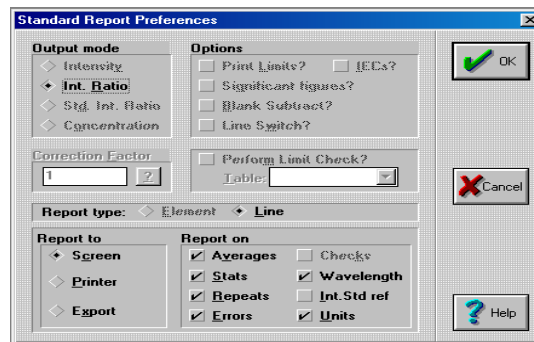 Standard Report Preferences
Output mode
Intensity
Int. Ratio
Std. Int. Ratio
Concentration
Options
Print Limits?
IECs?
Significant figures?
Blank Subtract?
Line Switch?
OK
Correction Factor
1
?
Perform Limit Check?
Table:
Cancel
Report type:
Element
Line
Report to
Screen
Printer
Export
Report on
Averages
Checks
Stats
Wavelength
Repeats
Int.Std ref
Errors
Units
Help